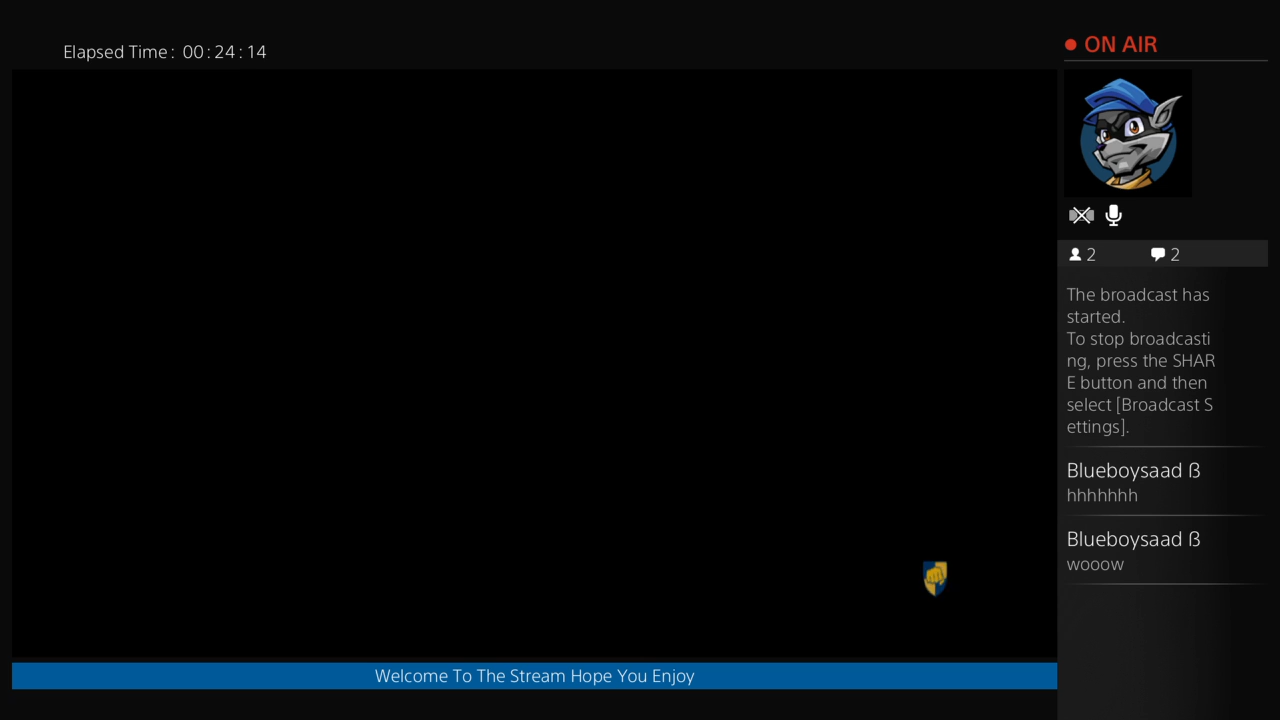 Elapsed Time: 00:24:14
ON AIR
2 2
The broadcast has
started.
To stop broadcasti
ng, press the SHAR
E button and then
select [Broadcast S
ettings].
Blueboysaad ß
hhhhhhh
Blueboysaad ß
wooow
Welcome To The Stream Hope You Enjoy